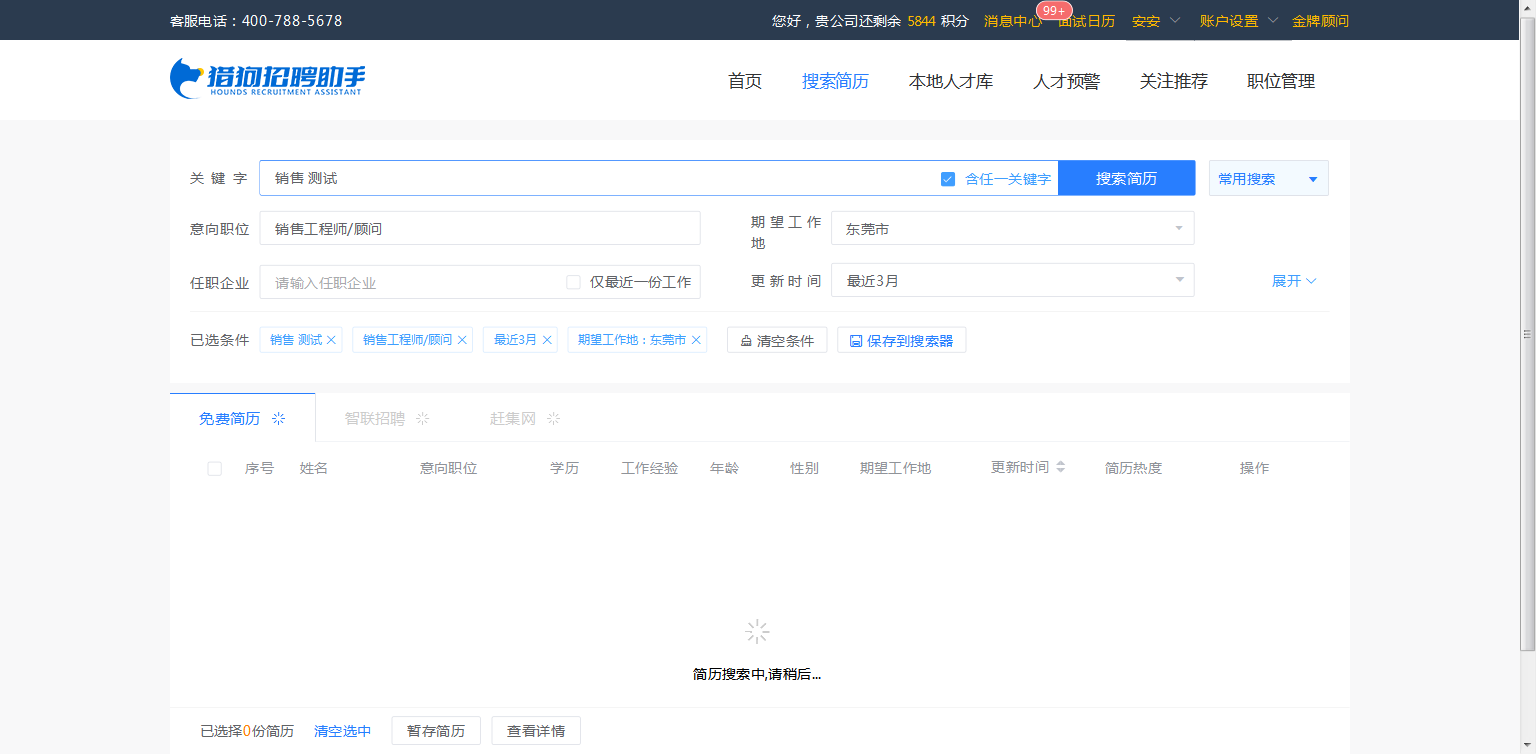 客服电话：400-788-5678
您好，贵公司还剩余 5844 积分 消息中心 99+ 面试日历 安安 账户设置 金牌顾问
猎狗招聘助手
HOUNDS RECRUITMENT ASSISTANT
首页 搜索简历 本地人才库 人才预警 关注推荐 职位管理
关键字 销售 测试 含任一关键字 搜索简历 常用搜索
意向职位 销售工程师/顾问 期望工作地 东莞市
任职企业 请输入任职企业 仅最近一份工作 更新时间 最近3月 展开
已选条件 销售 测试 销售工程师/顾问 最近3月 期望工作地：东莞市 清空条件 保存到搜索器
免费简历 智联招聘 赶集网
序号 姓名 意向职位 学历 工作经验 年龄 性别 期望工作地 更新时间 简历热度 操作
简历搜索中,请稍后...
已选择0份简历 清空选中 暂存简历 查看详情